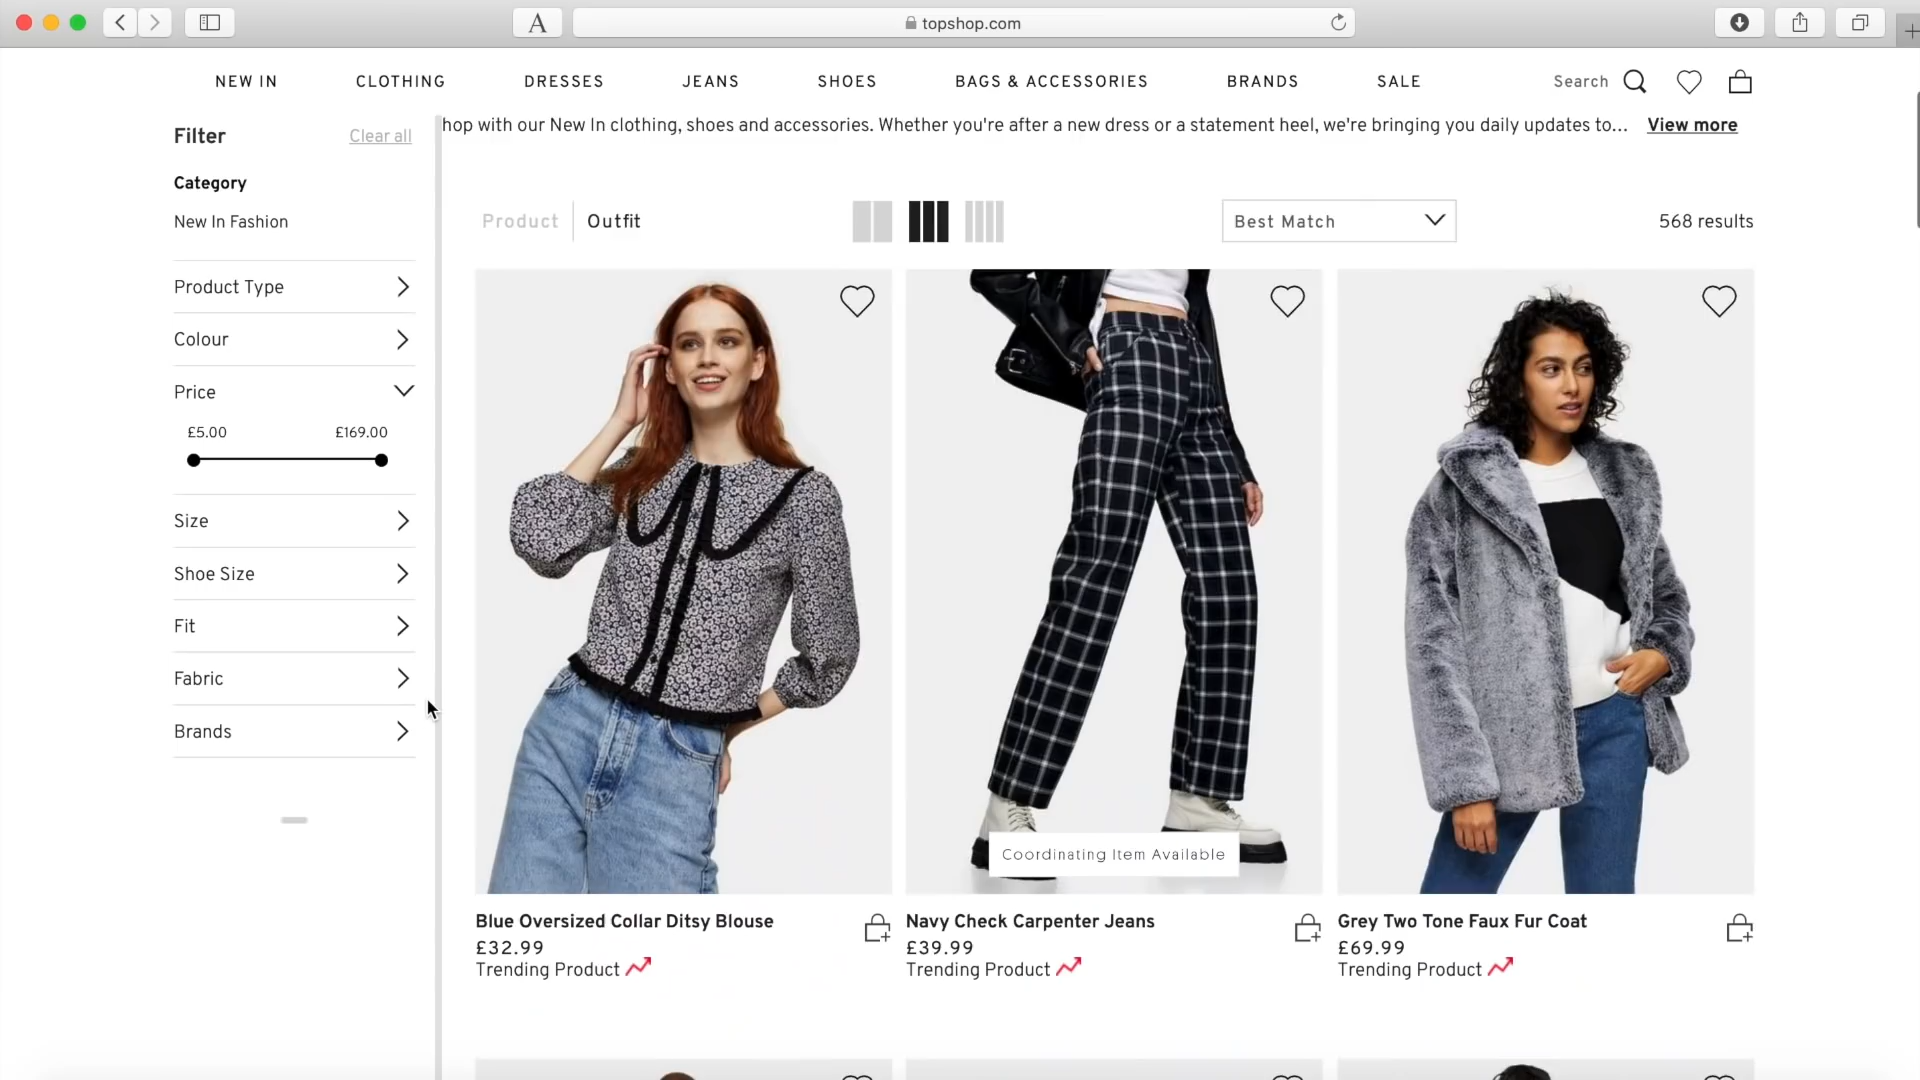 A
topshop.com
NEW IN CLOTHING DRESSES JEANS SHOES BAGS & ACCESSORIES BRANDS SALE Search
hop with our New In clothing, shoes and accessories. Whether you're after a new dress or a statement heel, we're bringing you daily updates to... View more
Filter Clear all
Category
New In Fashion
Product Type
Colour
Price
£5.00 £169.00
Size
Shoe Size
Fit
Fabric
Brands
Product Outfit Best Match 568 results
Coordinating Item Available
Blue Oversized Collar Ditsy Blouse
£32.99
Trending Product
Navy Check Carpenter Jeans
£39.99
Trending Product
Grey Two Tone Faux Fur Coat
£69.99
Trending Product